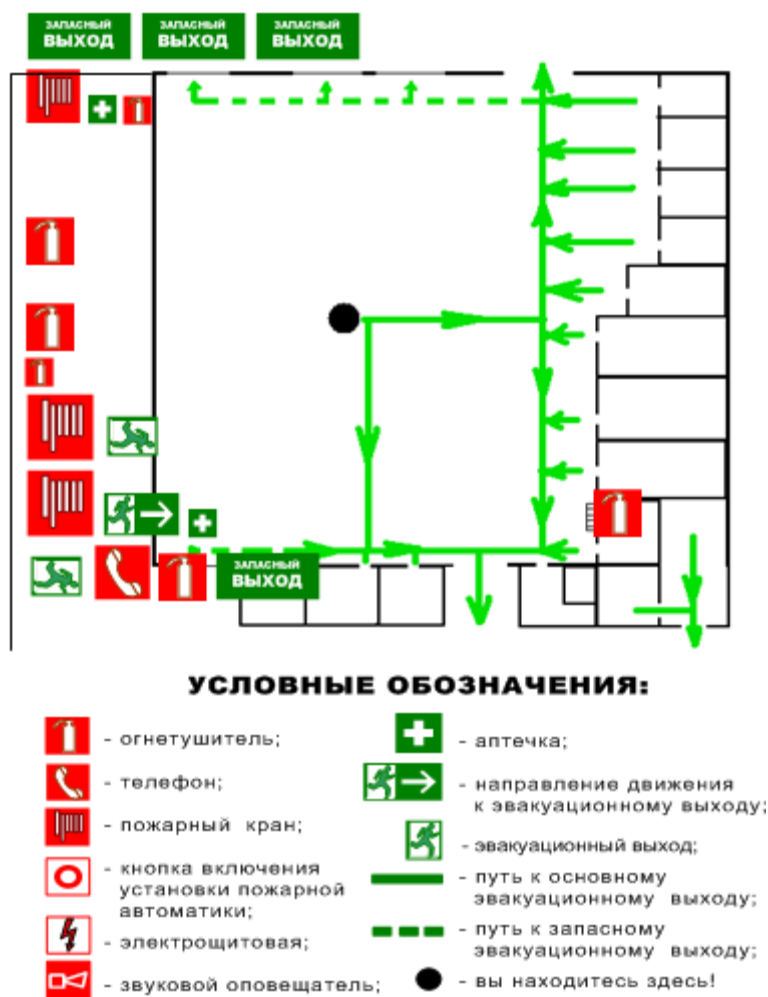 ЗАПАСНЫЙ
ВЫХОД
ЗАПАСНЫЙ
ВЫХОД
ЗАПАСНЫЙ
ВЫХОД
ЗАПАСНЫЙ
ВЫХОД
УСЛОВНЫЕ ОБОЗНАЧЕНИЯ:
- огнетушитель;
- телефон;
- пожарный кран;
- кнопка включения
установки пожарной
автоматики;
- электрощитовая;
- звуковой оповещатель;
- аптечка;
- направление движения
к эвакуационному выходу;
- эвакуационный выход;
- путь к основному
эвакуационному выходу;
- путь к запасному
эвакуационному выходу;
- вы находитесь здесь!